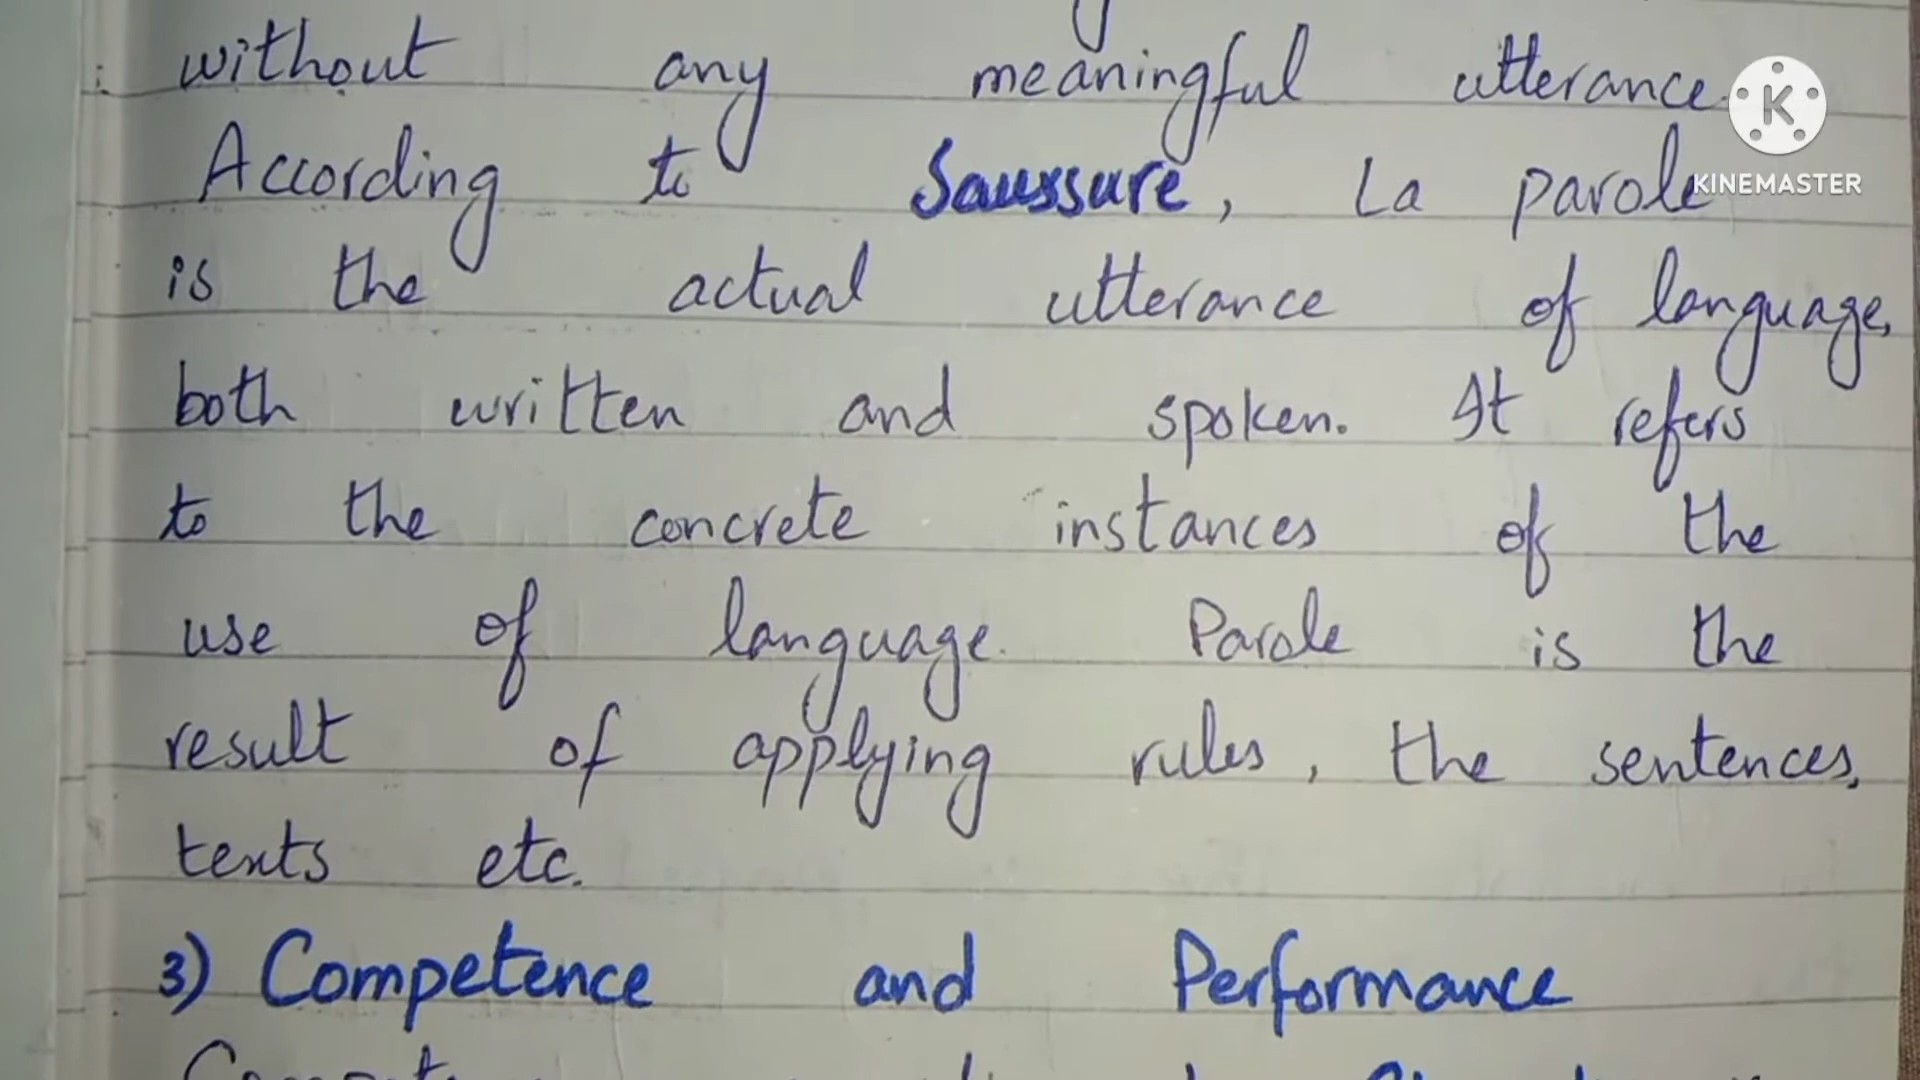 without any meaningful utterance.
According to Saussure, La parole
is the actual utterance of language,
both written and spoken. It refers
to the concrete instances of the
use of language. Parole is the
result of applying rules, the sentences,
texts etc.
3) Competence and Performance
K
KINEMASTER